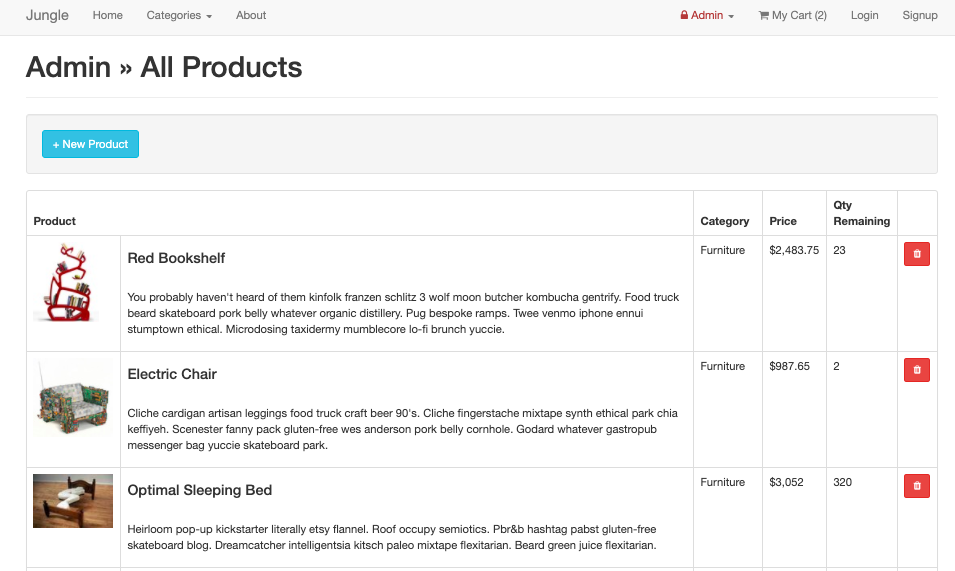 Jungle Home Categories About Admin My Cart (2) Login Signup
Admin » All Products
+ New Product
Product Category Price Qty Remaining
Red Bookshelf Furniture $2,483.75 23
You probably haven't heard of them kinfolk franzen schlitz 3 wolf moon butcher kombucha gentrify. Food truck
beard skateboard pork belly whatever organic distillery. Pug bespoke ramps. Twee venmo iphone ennui
stumptown ethical. Microdosing taxidermy mumblecore lo-fi brunch yuccie.
Electric Chair Furniture $987.65 2
Cliche cardigan artisan leggings food truck craft beer 90's. Cliche fingerstache mixtape synth ethical park chia
keffiyeh. Scenester fanny pack gluten-free wes anderson pork belly cornhole. Godard whatever gastropub
messenger bag yuccie skateboard park.
Optimal Sleeping Bed Furniture $3,052 320
Heirloom pop-up kickstarter literally etsy flannel. Roof occupy semiotics. Pbr&b hashtag pabst gluten-free
skateboard blog. Dreamcatcher intelligentsia kitsch paleo mixtape flexitarian. Beard green juice flexitarian.